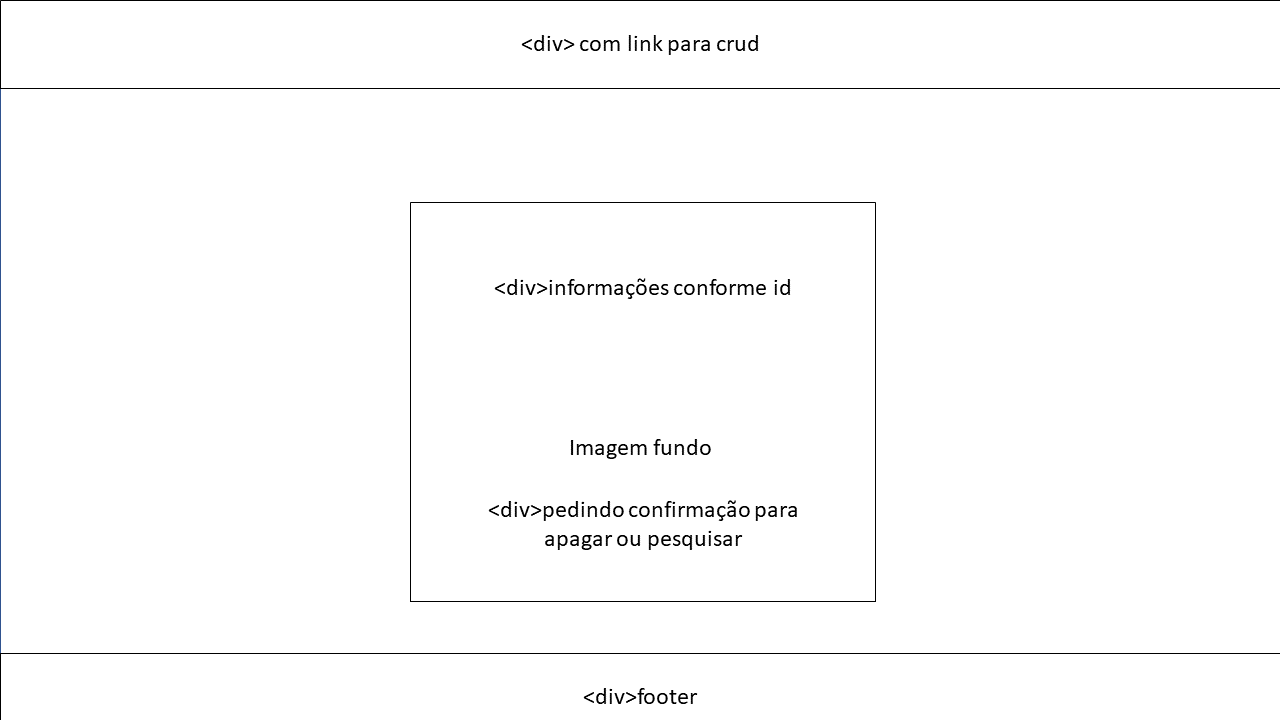 <div> com link para crud
<div>informações conforme id
Imagem fundo
<div>pedindo confirmação para
apagar ou pesquisar
<div>footer